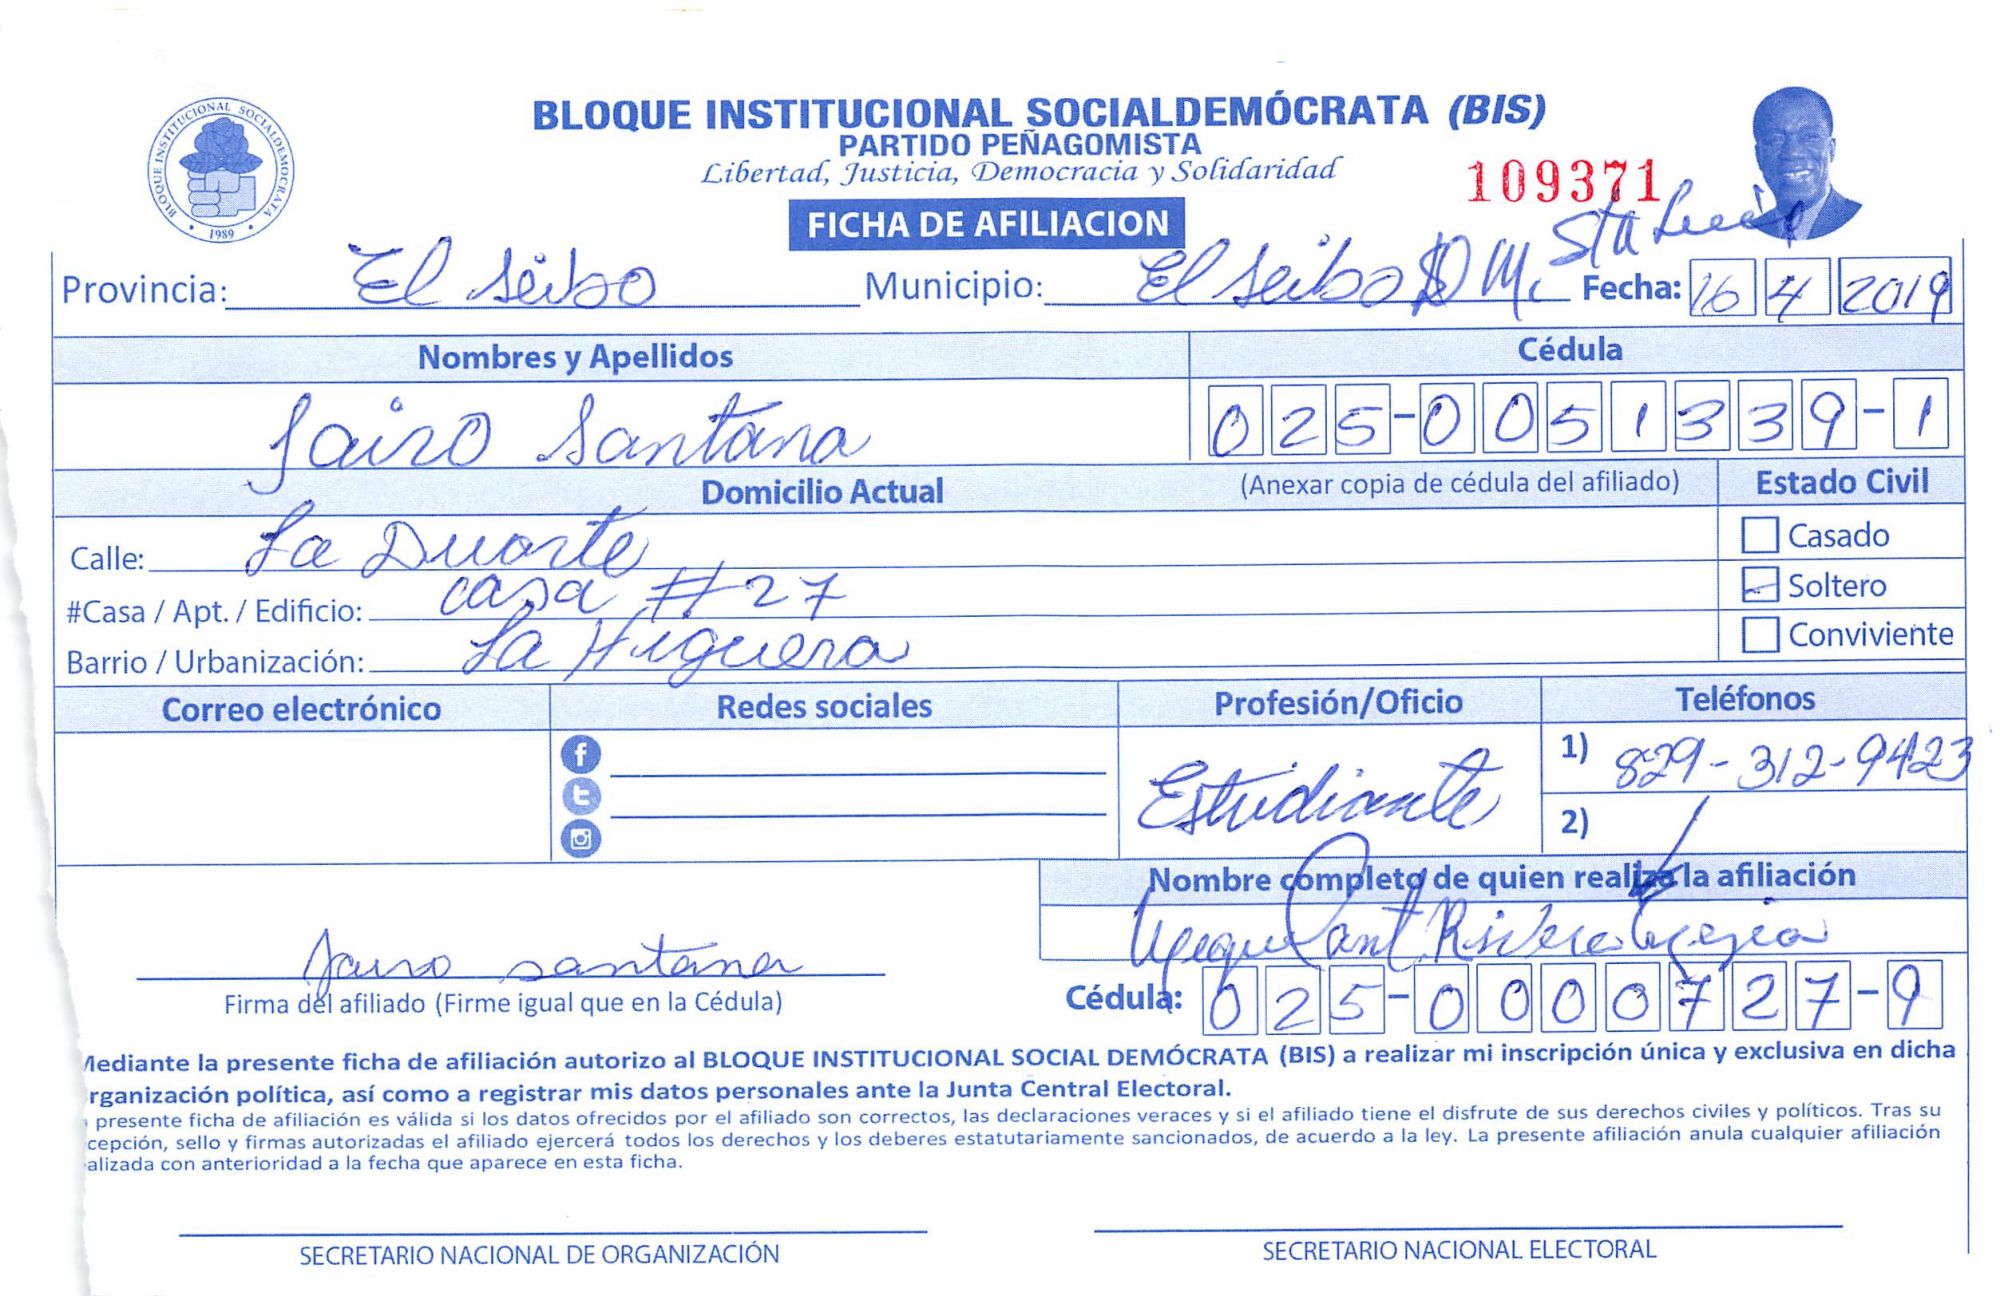 BLOQUE INSTITUCIONAL SOCIALDEMOCRATA
1989
BLOQUE INSTITUCIONAL SOCIALDEMÓCRATA (BIS)
PARTIDO PEÑAGOMISTA
Libertad, Justicia, Democracia y Solidaridad
109371
FICHA DE AFILIACION
Sta Lucia
Provincia: El Seibo Municipio: El Seibo D M. Fecha: 16 4 2019
Nombres y Apellidos Cédula
Jairo Santana 025-0051339-1
Domicilio Actual (Anexar copia de cédula del afiliado) Estado Civil
Calle: La Duarte Casado
#Casa / Apt. / Edificio: casa #27 Soltero
Barrio / Urbanización: La Higuera Conviviente
Correo electrónico Redes sociales Profesión/Oficio Teléfonos
Estudiante 1) 829-312-9423
2)
Nombre completo de quien realiza la afiliación
Rivera
Jairo santana
Firma del afiliado (Firme igual que en la Cédula) Cédula: 025-0000727-9
Mediante la presente ficha de afiliación autorizo al BLOQUE INSTITUCIONAL SOCIAL DEMÓCRATA (BIS) a realizar mi inscripción única y exclusiva en dicha
rganización política, así como a registrar mis datos personales ante la Junta Central Electoral.
presente ficha de afiliación es válida si los datos ofrecidos por el afiliado son correctos, las declaraciones veraces y si el afiliado tiene el disfrute de sus derechos civiles y políticos. Tras su
cepción, sello y firmas autorizadas el afiliado ejercerá todos los derechos y los deberes estatutariamente sancionados, de acuerdo a la ley. La presente afiliación anula cualquier afiliación
alizada con anterioridad a la fecha que aparece en esta ficha.
SECRETARIO NACIONAL DE ORGANIZACIÓN SECRETARIO NACIONAL ELECTORAL